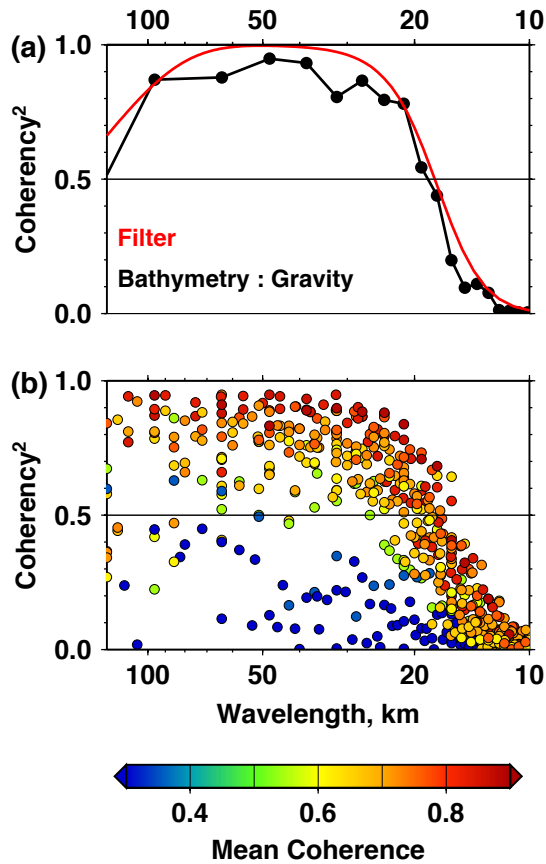 100 50 20 10
(a)
1.0
0.5
0.0
Coherency2
Filter
Bathymetry : Gravity
(b)
1.0
0.5
0.0
Coherency2
100 50 20 10
Wavelength, km
0.4 0.6 0.8
Mean Coherence